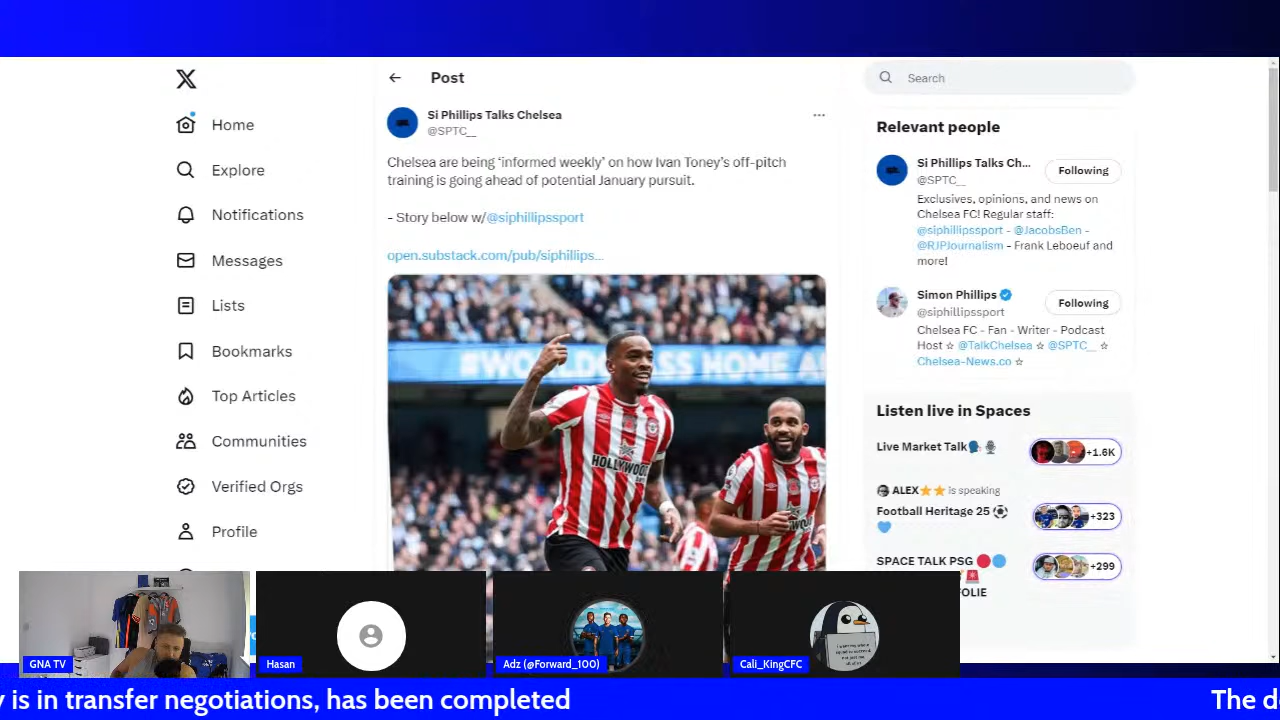 Post
Search
Si Phillips Talks Chelsea
@SPTC__
Chelsea are being ‘informed weekly’ on how Ivan Toney’s off-pitch
training is going ahead of potential January pursuit.
- Story below w/@siphillipssport
open.substack.com/pub/siphillips...
#WORLDCLASS HOME A
HOLLYWOOD
Home
Explore
Notifications
Messages
Lists
Bookmarks
Top Articles
Communities
Verified Orgs
Profile
Relevant people
Si Phillips Talks Ch...
@SPTC__
Following
Exclusives, opinions, and news on
Chelsea FC! Regular staff:
@siphillipssport - @JacobsBen -
@RJPJournalism - Frank Leboeuf and
more!
Simon Phillips
@siphillipssport
Following
Chelsea FC - Fan - Writer - Podcast
Host ☆ @TalkChelsea ☆ @SPTC__ ☆
Chelsea-News.co ☆
Listen live in Spaces
Live Market Talk🗣️🎙️
+1.6K
ALEX⭐⭐ is speaking
Football Heritage 25 ⚽
💙
+323
SPACE TALK PSG 🔴🔵
+299
FOLIE
GNA TV
Hasan
Adz (@Forward_100)
Cali_KingCFC
y is in transfer negotiations, has been completed
The d